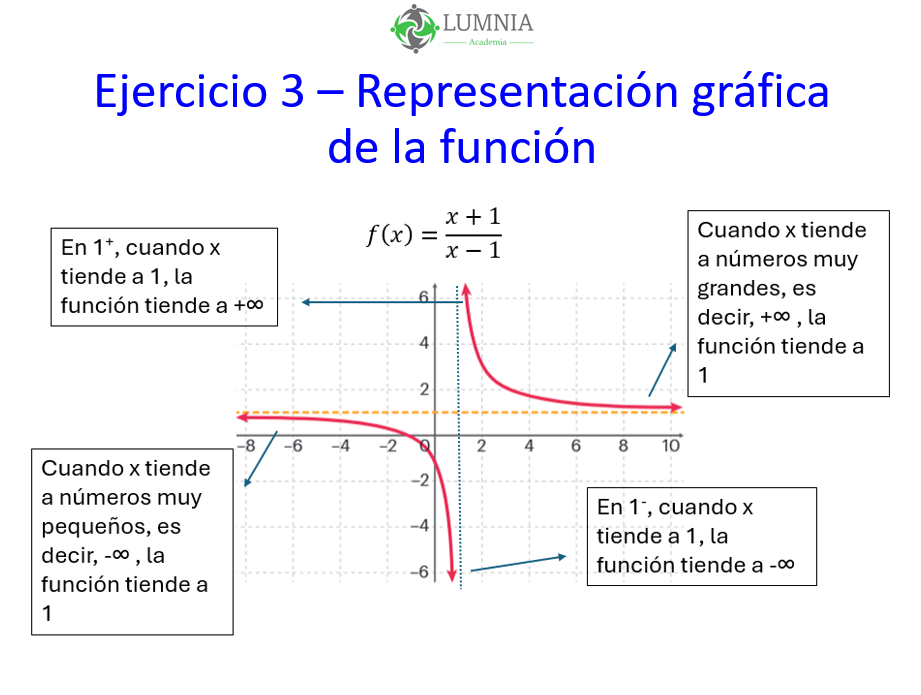 LUMNIA
Academia
Ejercicio 3 – Representación gráfica
de la función
f(x) = (x + 1)/(x − 1)
En 1⁺, cuando x
tiende a 1, la
función tiende a +∞
Cuando x tiende
a números muy
grandes, es
decir, +∞ , la
función tiende a
1
6
4
2
-8 -6 -4 -2 0 2 4 6 8 10
-2
-4
-6
Cuando x tiende
a números muy
pequeños, es
decir, -∞ , la
función tiende a
1
En 1⁻, cuando x
tiende a 1, la
función tiende a -∞